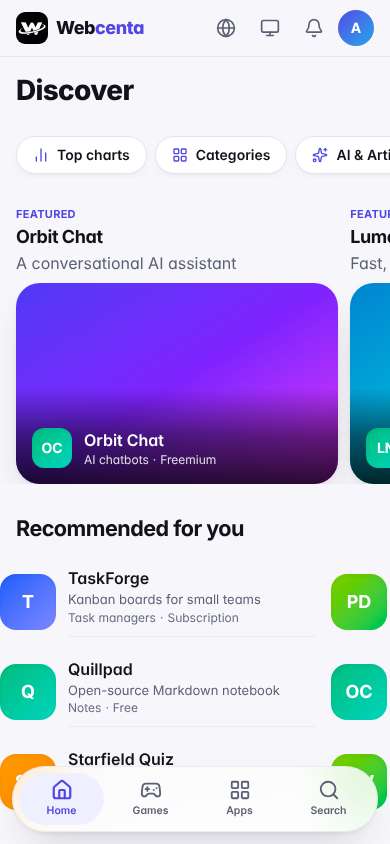 Webcenta
A
Discover
Top charts
Categories
AI & Arti
FEATURED
Orbit Chat
A conversational AI assistant
FEATUR
Lum
Fast,
OC
Orbit Chat
AI chatbots · Freemium
LN
Recommended for you
T
TaskForge
Kanban boards for small teams
Task managers · Subscription
PD
Q
Quillpad
Open-source Markdown notebook
Notes · Free
OC
Starfield Quiz
Home
Games
Apps
Search